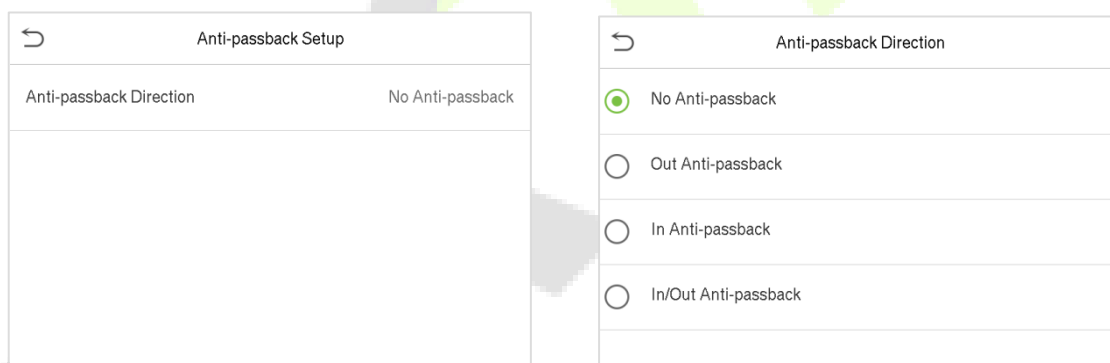 Anti-passback Setup
Anti-passback Direction No Anti-passback
Anti-passback Direction
No Anti-passback
Out Anti-passback
In Anti-passback
In/Out Anti-passback